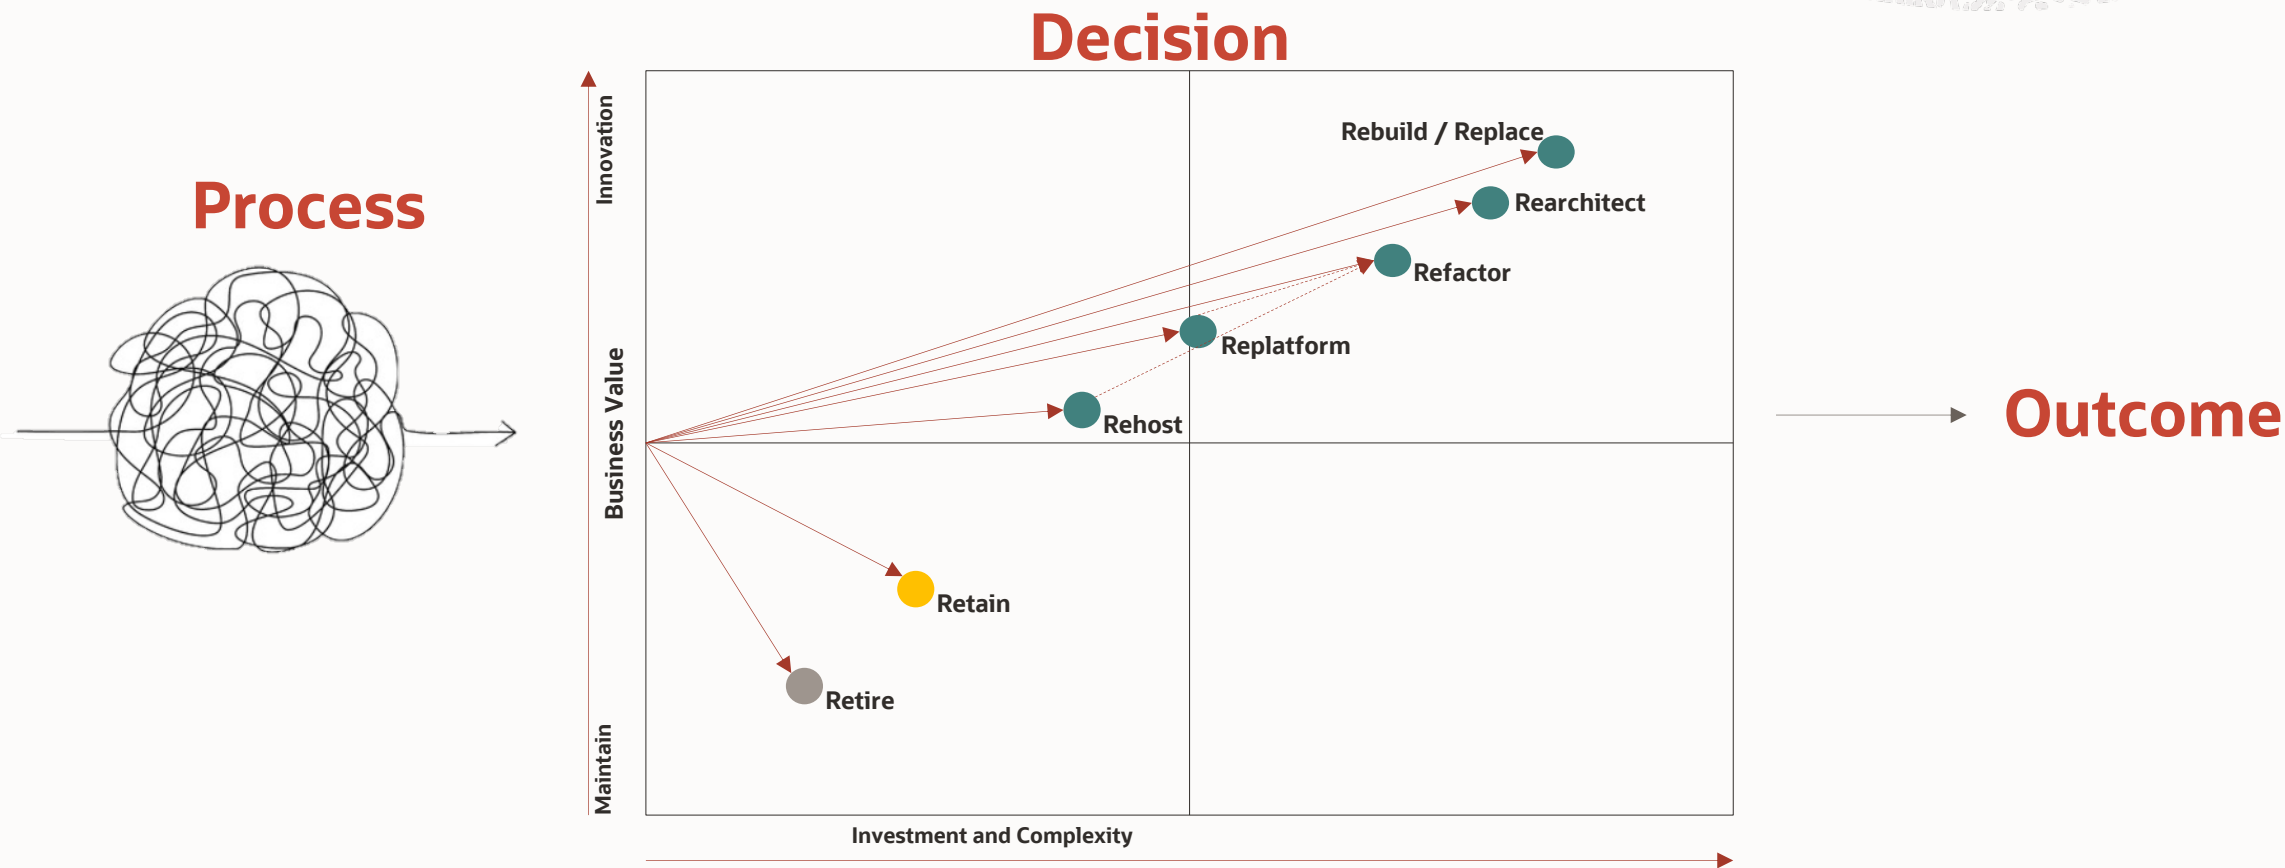 Decision
Process
Innovation
Business Value
Maintain
Rebuild / Replace
Rearchitect
Refactor
Replatform
Rehost
Retain
Retire
Investment and Complexity
Outcome